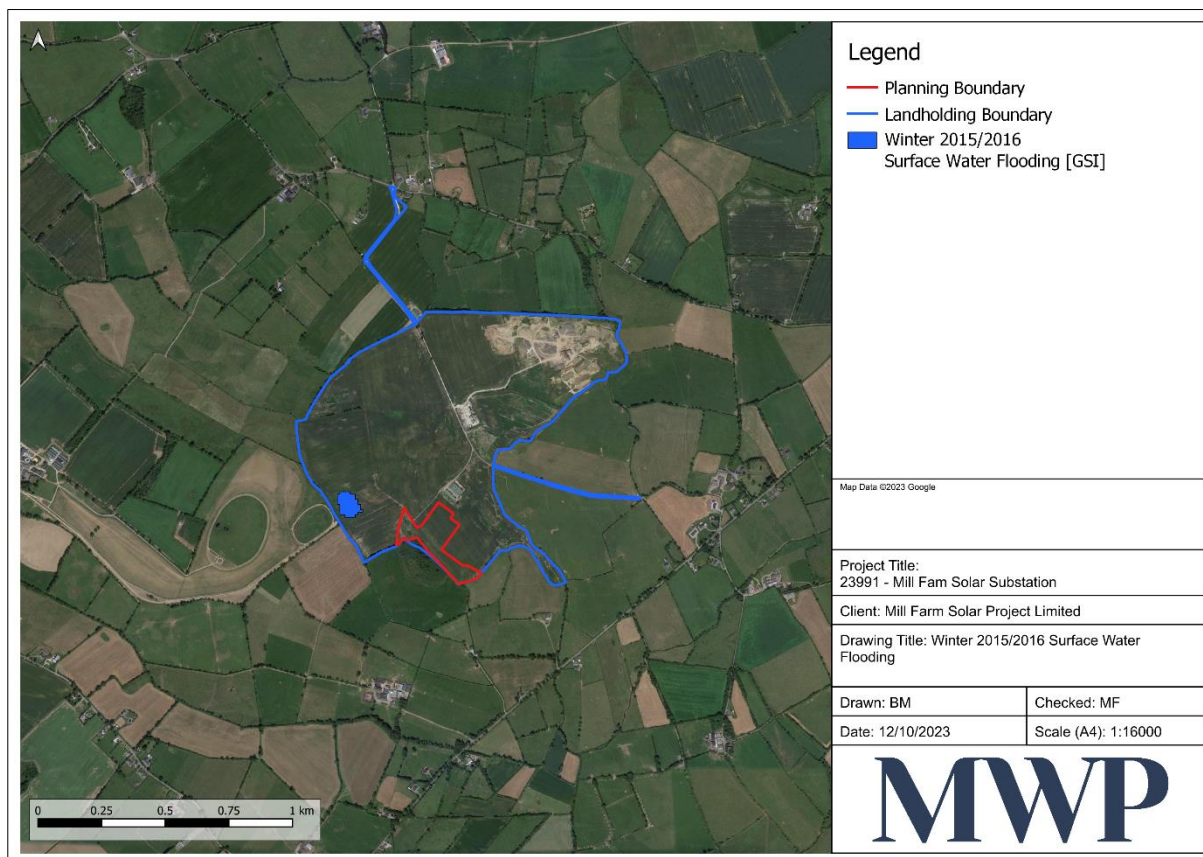 Legend
Planning Boundary
Landholding Boundary
Winter 2015/2016
Surface Water Flooding [GSI]
Map Data ©2023 Google
Project Title:
23991 - Mill Fam Solar Substation
Client: Mill Farm Solar Project Limited
Drawing Title: Winter 2015/2016 Surface Water
Flooding
Drawn: BM
Checked: MF
Date: 12/10/2023
Scale (A4): 1:16000
MWP
0 0.25 0.5 0.75 1 km